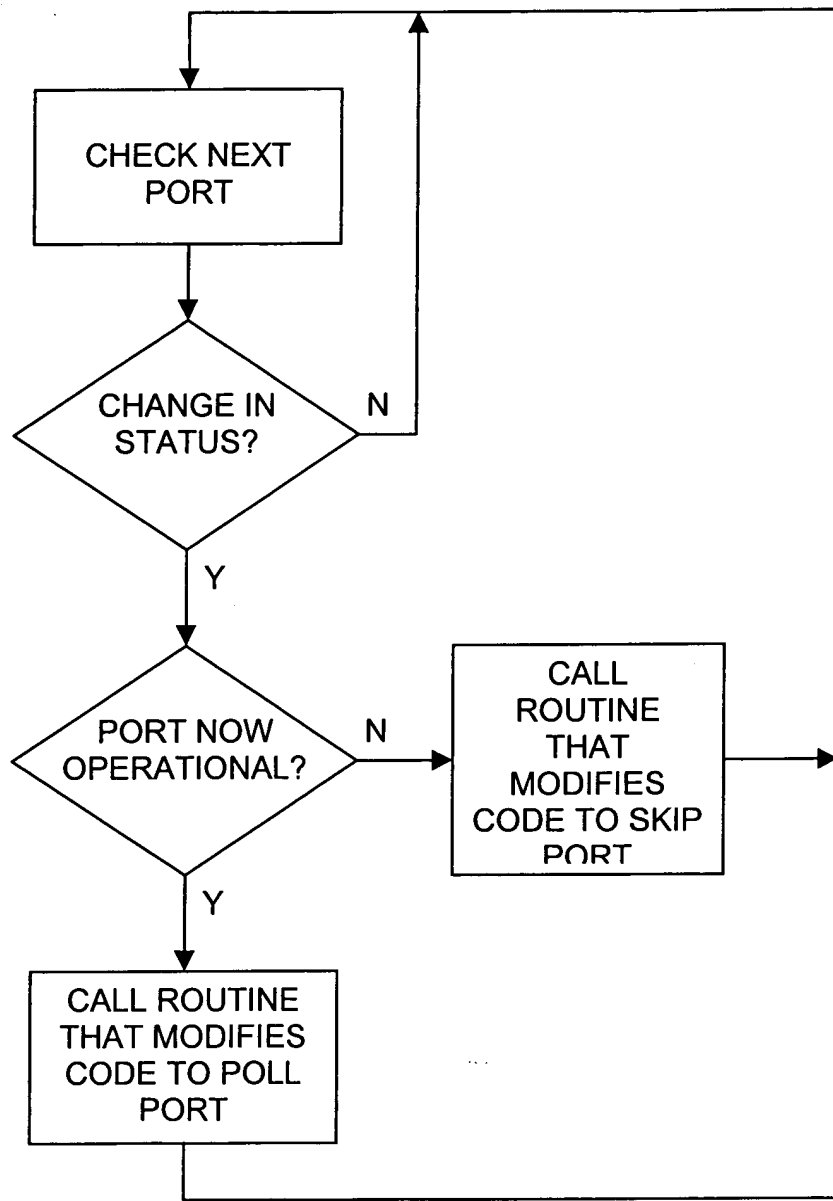 CHECK NEXT
PORT
CHANGE IN
STATUS?
N
Y
PORT NOW
OPERATIONAL?
N
CALL
ROUTINE
THAT
MODIFIES
CODE TO SKIP
PORT
Y
CALL ROUTINE
THAT MODIFIES
CODE TO POLL
PORT